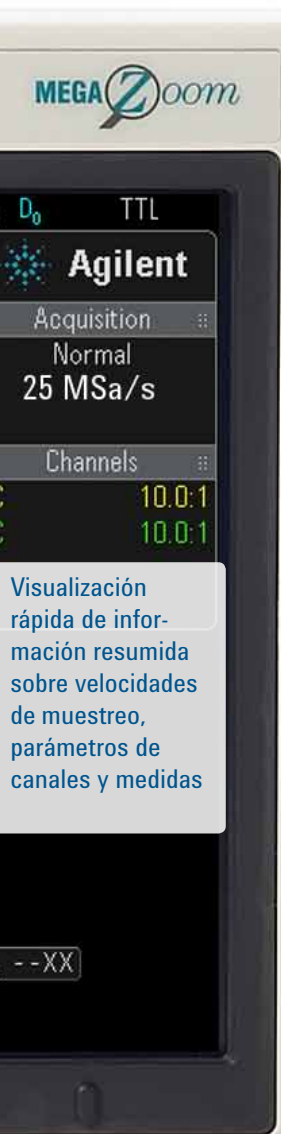 MEGA Zoom
D₀ TTL
Agilent
Acquisition
Normal
25 MSa/s
Channels
C 10.0:1
C 10.0:1
Visualización
rápida de infor-
mación resumida
sobre velocidades
de muestreo,
parámetros de
canales y medidas
--XX